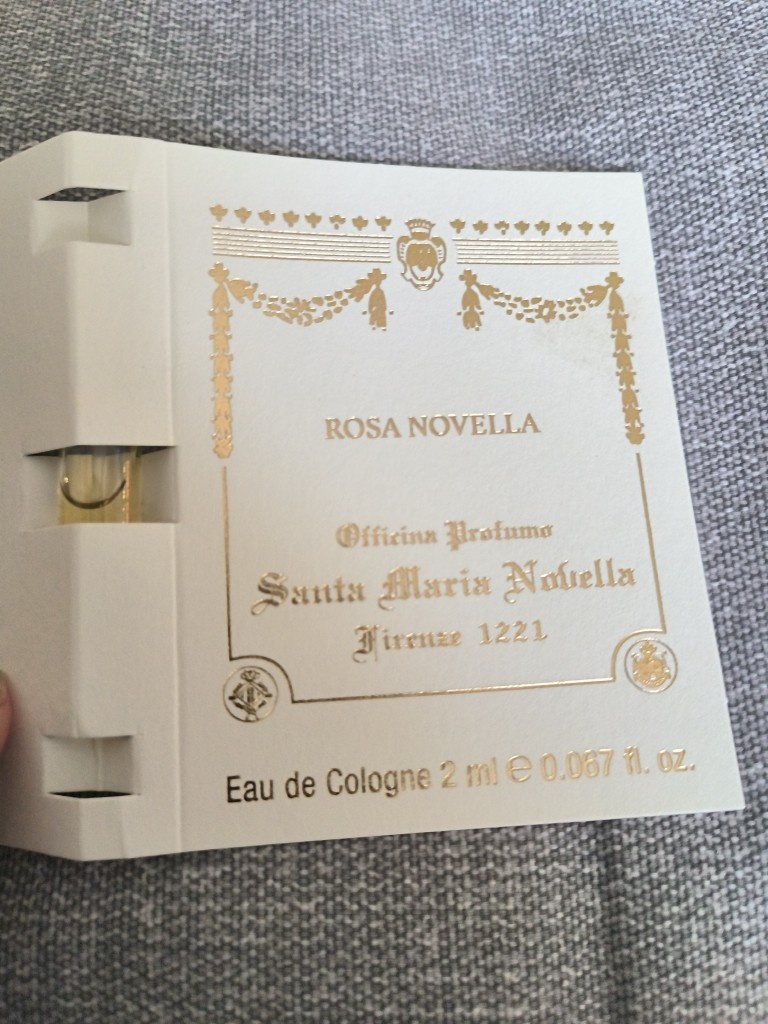 ROSA NOVELLA
Officina Profumo
Santa Maria Novella
Firenze 1221
Eau de Cologne 2 ml ℮ 0.067 fl. oz.